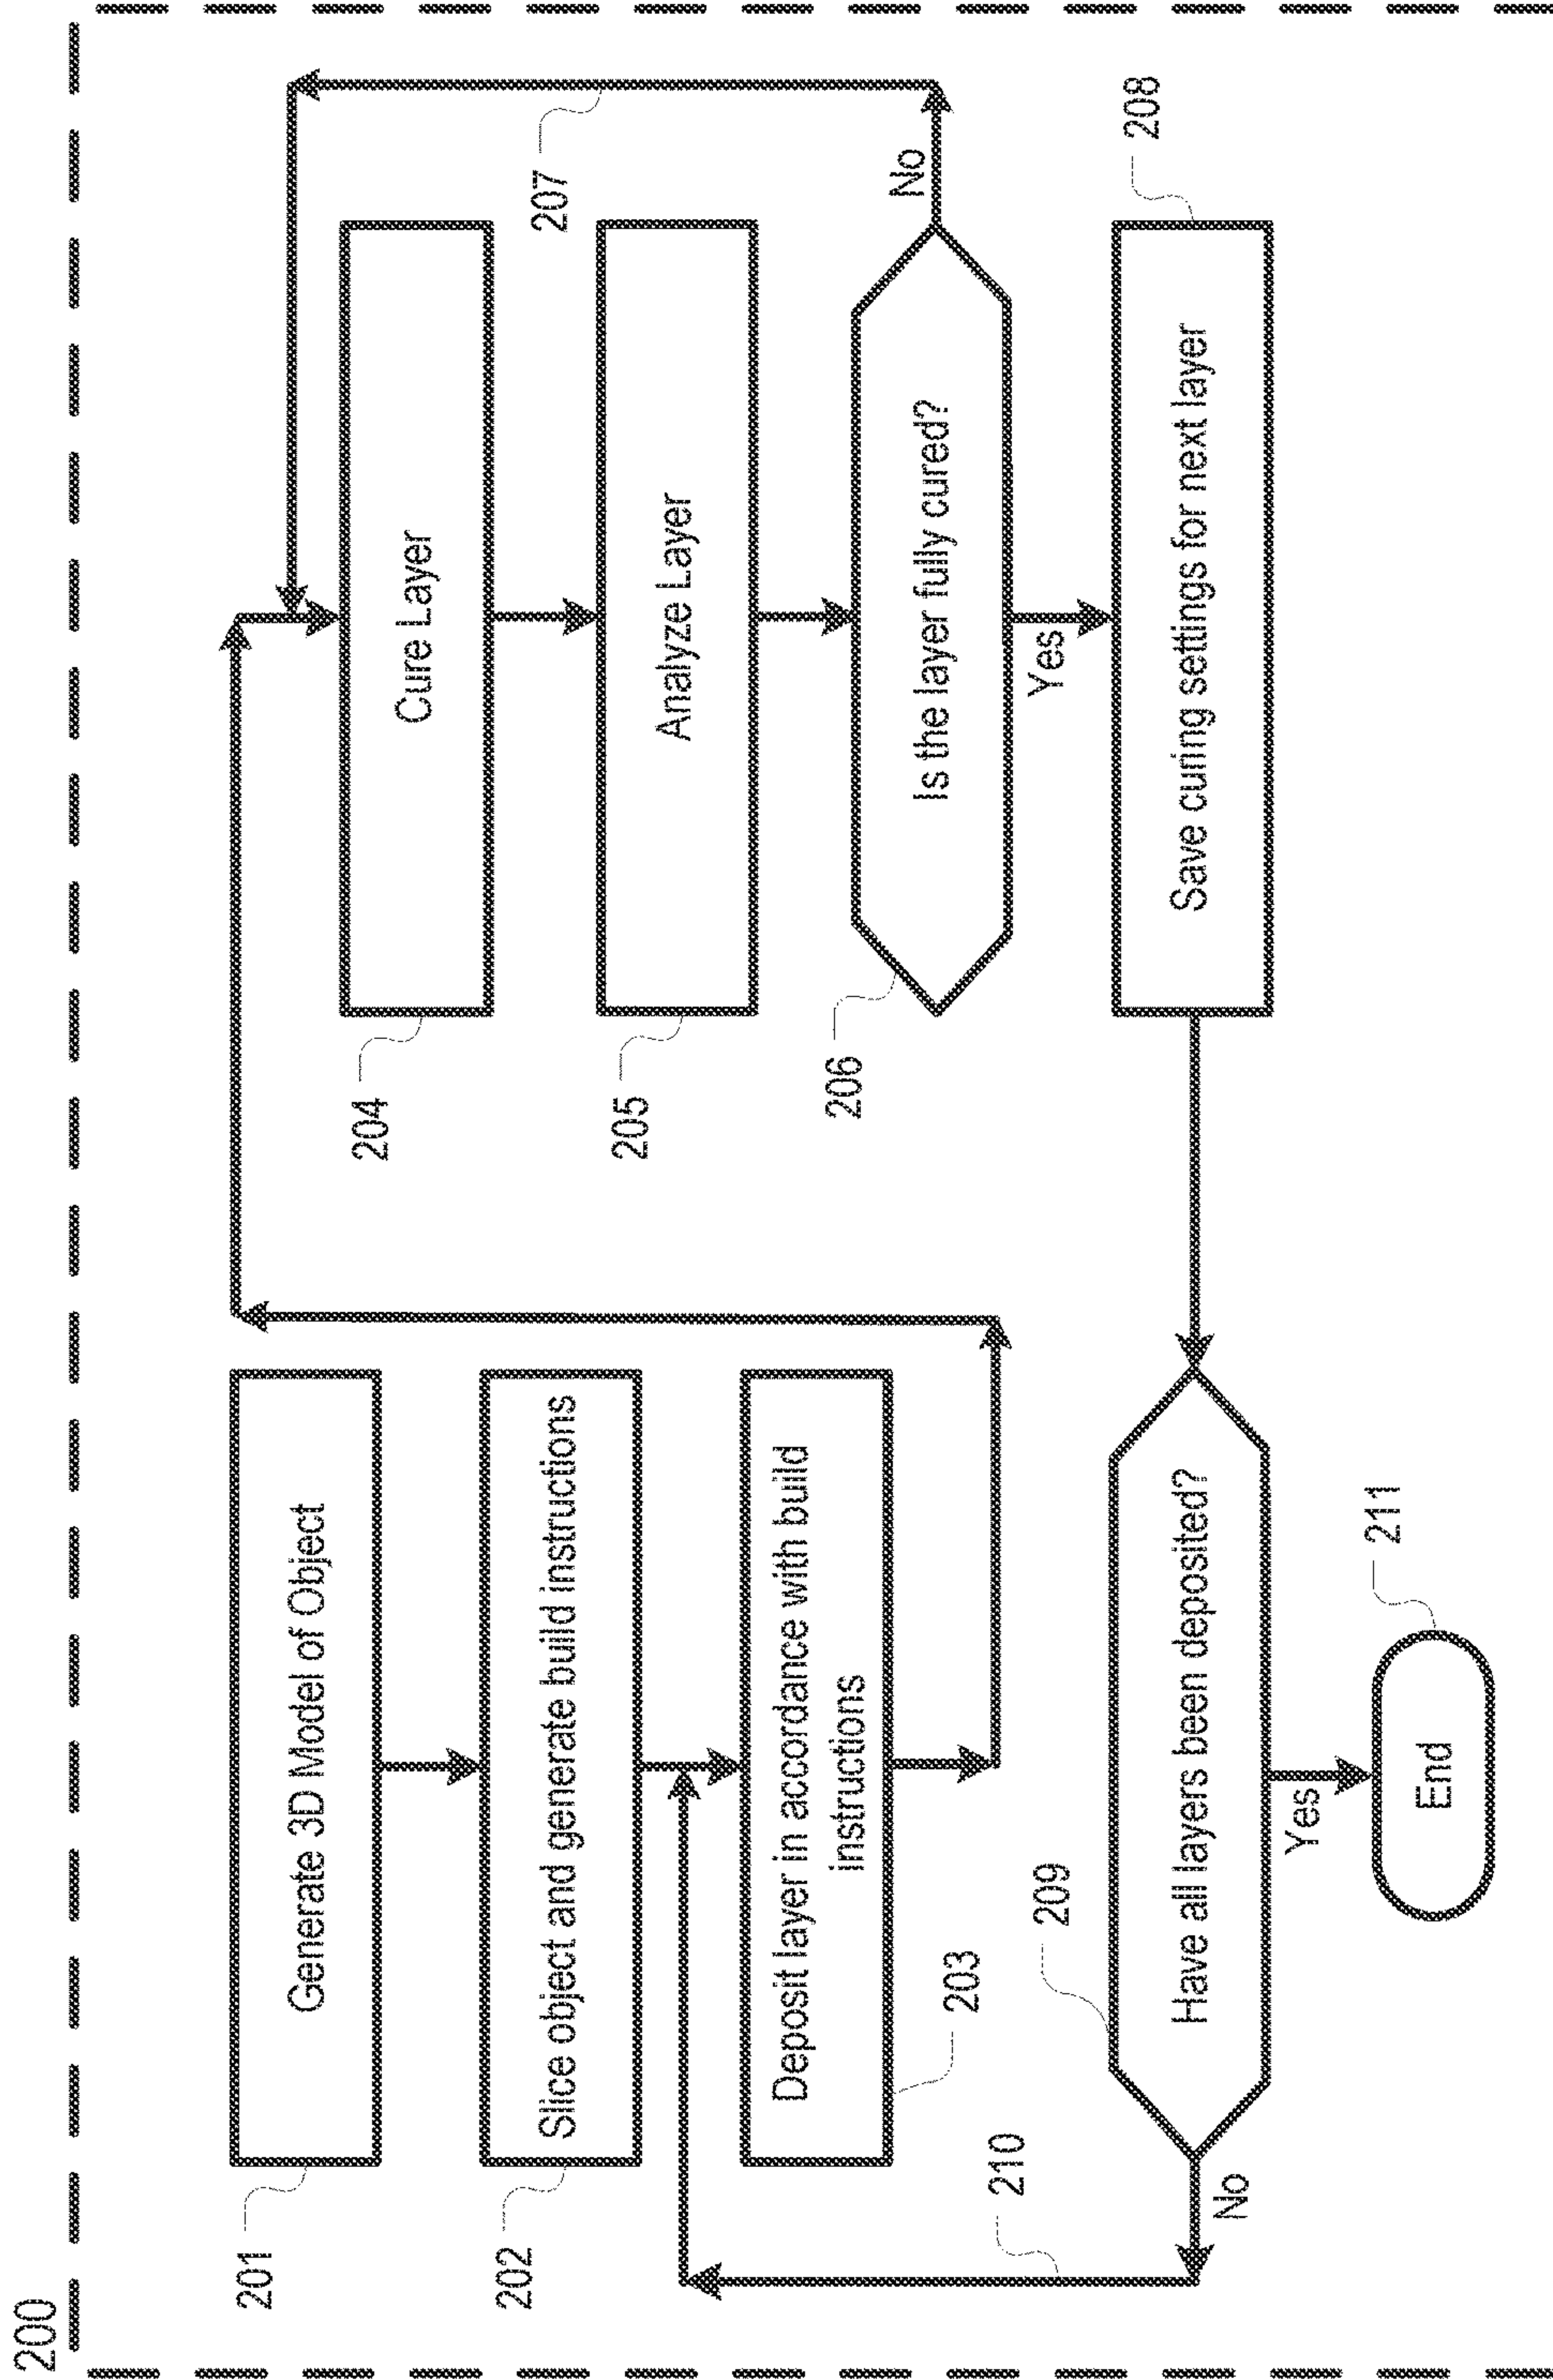 200
201
Generate 3D Model of Object
202
Slice object and generate build instructions
Deposit layer in accordance with build
instructions
203
204
Cure Layer
205
Analyze Layer
206
Is the layer fully cured?
No
207
Yes
208
Save curing settings for next layer
209
Have all layers been deposited?
No
210
Yes
End
211